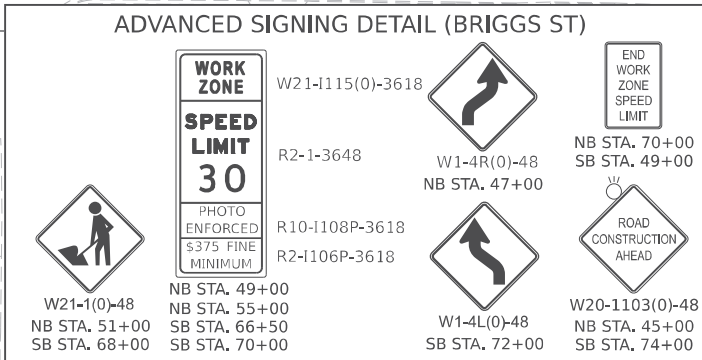 ADVANCED SIGNING DETAIL (BRIGGS ST)
WORK
ZONE
W21-I115(0)-3618
SPEED
LIMIT
30
R2-1-3648
PHOTO
ENFORCED
R10-I108P-3618
$375 FINE
MINIMUM
R2-I106P-3618
NB STA. 49+00
NB STA. 55+00
SB STA. 66+50
SB STA. 70+00
W21-1(0)-48
NB STA. 51+00
SB STA. 68+00
W1-4R(0)-48
NB STA. 47+00
W1-4L(0)-48
SB STA. 72+00
END
WORK
ZONE
SPEED
LIMIT
NB STA. 70+00
SB STA. 49+00
ROAD
CONSTRUCTION
AHEAD
W20-1103(0)-48
NB STA. 45+00
SB STA. 74+00